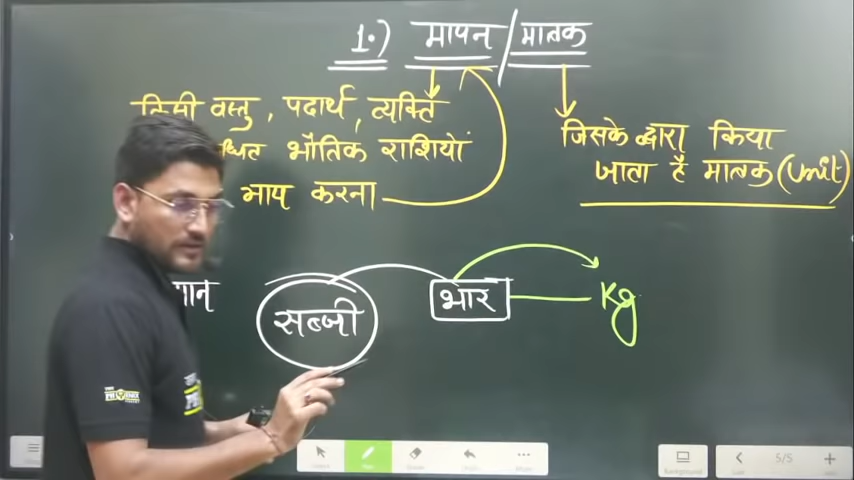 1.) मापन / मात्रक
किसी वस्तु, पदार्थ, व्यक्ति
भौतिक राशियों
माप करना
जिसके द्वारा किया
जाता है मात्रक (Unit)
सब्जी
भार
Kg
5/5